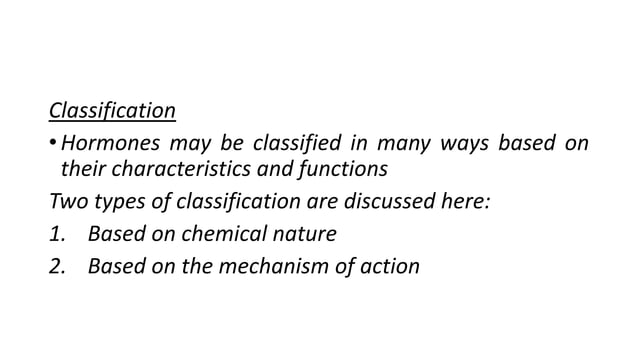 Classification
• Hormones may be classified in many ways based on
their characteristics and functions
Two types of classification are discussed here:
1. Based on chemical nature
2. Based on the mechanism of action